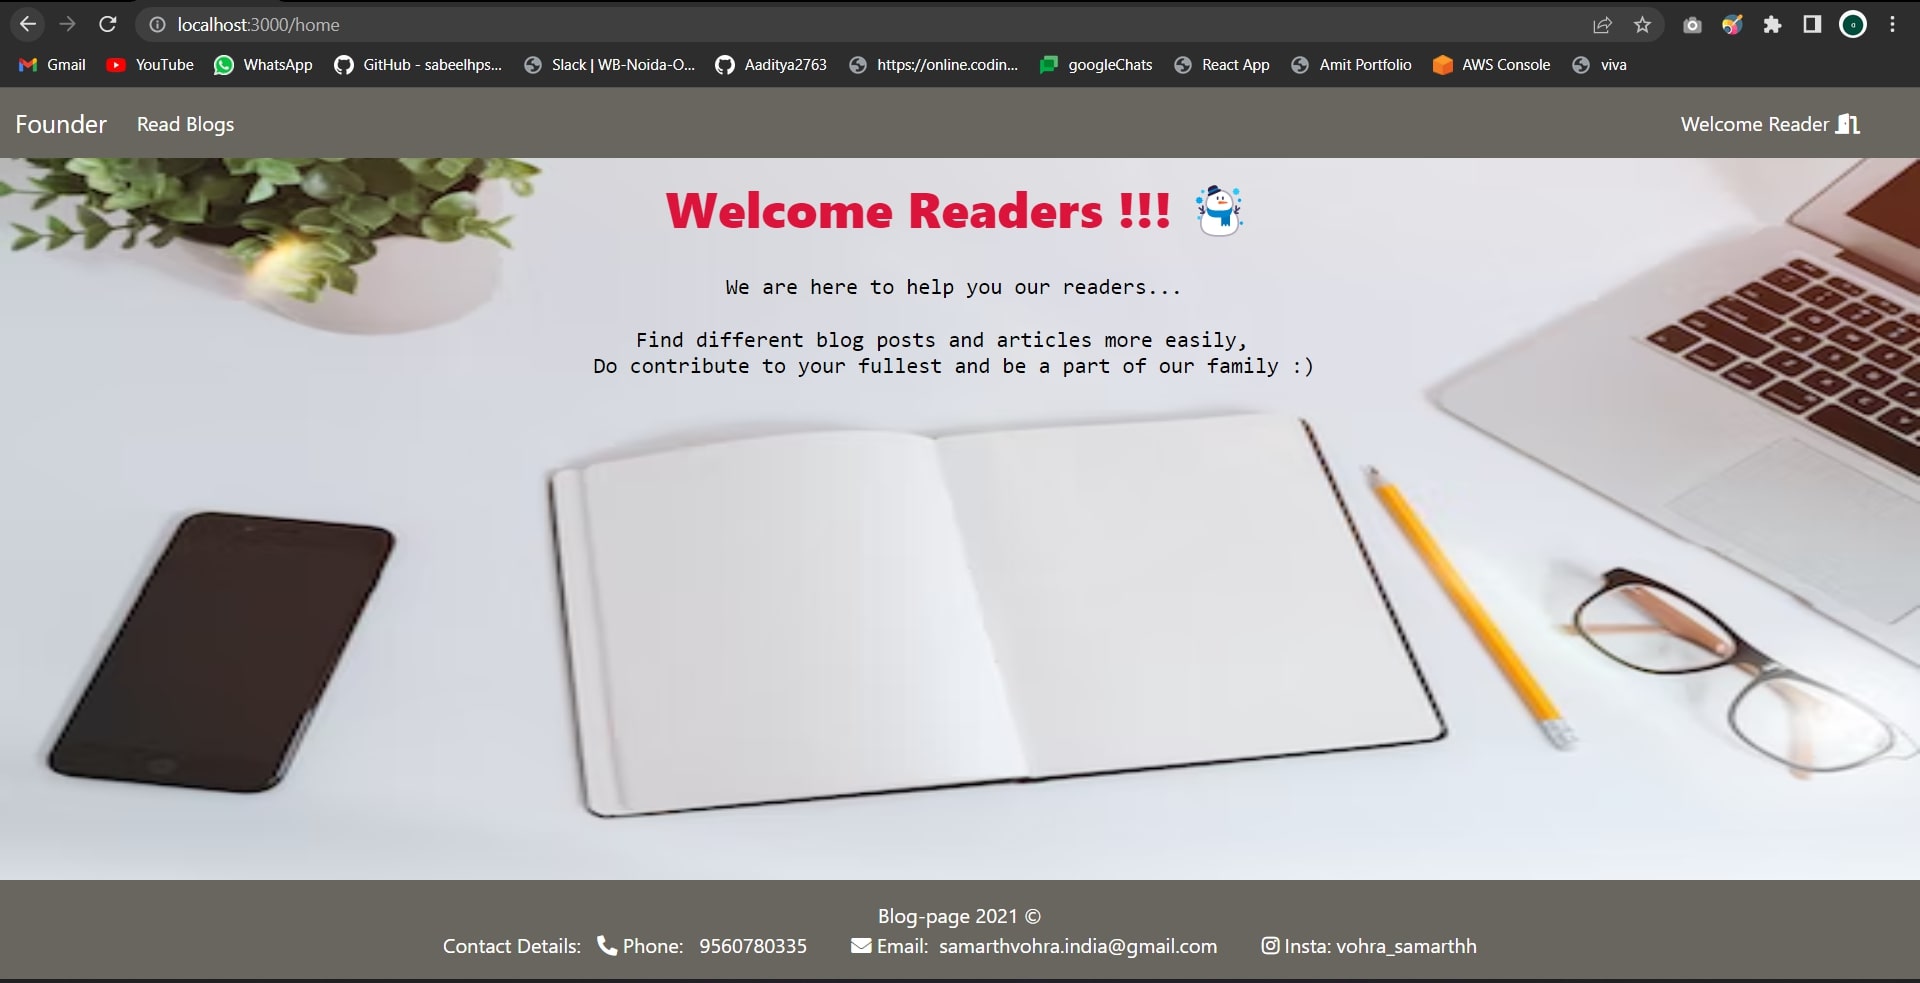 localhost:3000/home
Gmail YouTube WhatsApp GitHub - sabeelhps... Slack | WB-Noida-O... Aaditya2763 https://online.codin... googleChats React App Amit Portfolio AWS Console viva
Founder Read Blogs Welcome Reader
Welcome Readers !!! ☃️
We are here to help you our readers...
Find different blog posts and articles more easily,
Do contribute to your fullest and be a part of our family :)
Blog-page 2021 ©
Contact Details: Phone: 9560780335 Email: samarthvohra.india@gmail.com Insta: vohra_samarthh